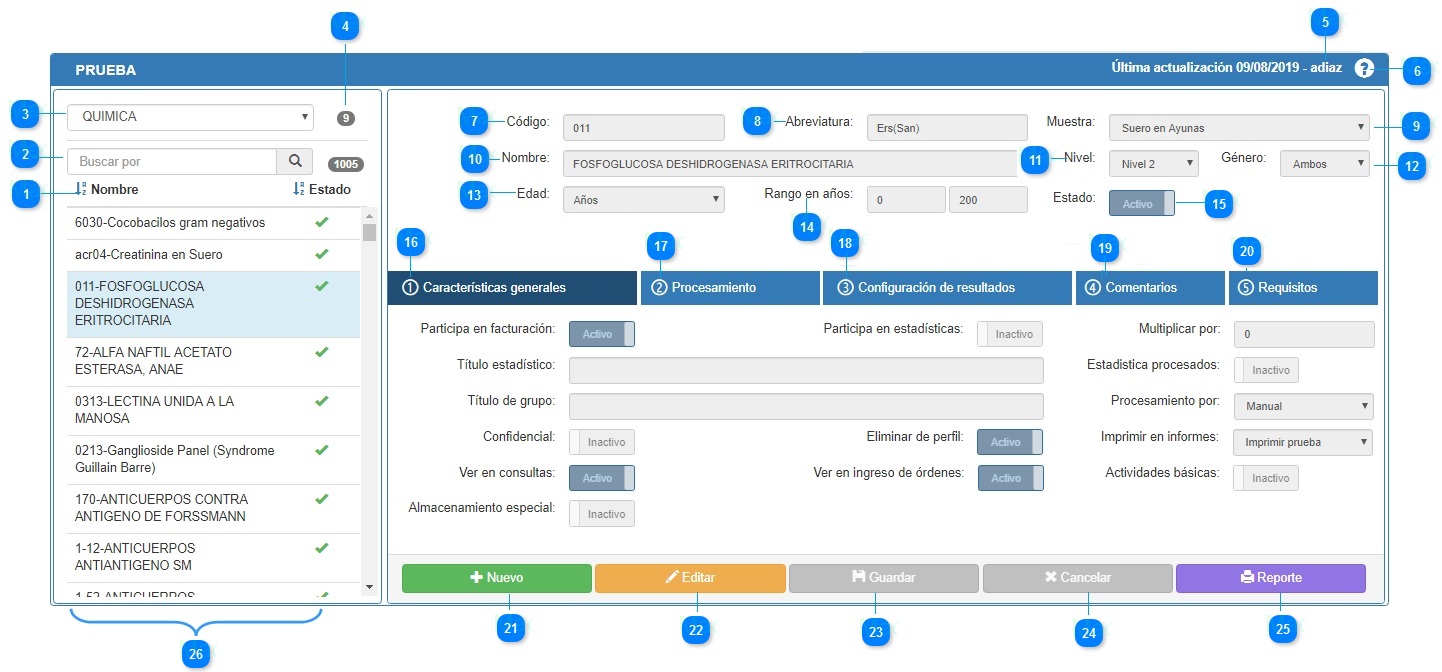 4
5
PRUEBA
Última actualización 09/08/2019 - adiaz
?
6
3
QUIMICA
9
2
Buscar por
1005
1
Nombre
Estado
6030-Cocobacilos gram negativos
acr04-Creatinina en Suero
011-FOSFOGLUCOSA
DESHIDROGENASA
ERITROCITARIA
72-ALFA NAFTIL ACETATO
ESTERASA, ANAE
0313-LECTINA UNIDA A LA
MANOSA
0213-Ganglioside Panel (Syndrome
Guillain Barre)
170-ANTICUERPOS CONTRA
ANTIGENO DE FORSSMANN
1-12-ANTICUERPOS
ANTIANTIGENO SM
1-52-ANTICUERPOS
26
7
Código:
011
8
Abreviatura:
Ers(San)
Muestra:
Suero en Ayunas
9
10
Nombre:
FOSFOGLUCOSA DESHIDROGENASA ERITROCITARIA
11
Nivel:
Nivel 2
Género:
Ambos
12
13
Edad:
Años
Rango en años:
0
200
14
Estado:
Activo
15
16
17
18
19
20
1 Características generales
2 Procesamiento
3 Configuración de resultados
4 Comentarios
5 Requisitos
Participa en facturación:
Activo
Participa en estadísticas:
Inactivo
Multiplicar por:
0
Título estadístico:
Estadistica procesados:
Inactivo
Título de grupo:
Procesamiento por:
Manual
Confidencial:
Inactivo
Eliminar de perfil:
Activo
Imprimir en informes:
Imprimir prueba
Ver en consultas:
Activo
Ver en ingreso de órdenes:
Activo
Actividades básicas:
Inactivo
Almacenamiento especial:
Inactivo
Nuevo
Editar
Guardar
Cancelar
Reporte
21
22
23
24
25